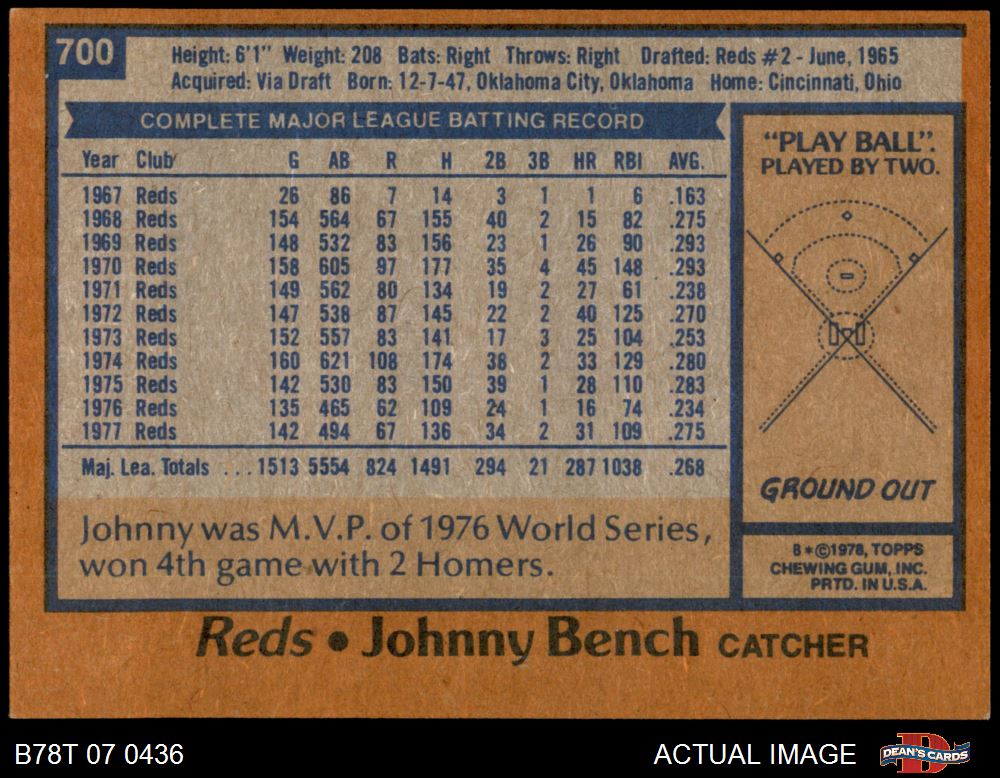 700
Height: 6'1" Weight: 208 Bats: Right Throws: Right Drafted: Reds #2 - June, 1965
Acquired: Via Draft Born: 12-7-47, Oklahoma City, Oklahoma Home: Cincinnati, Ohio
COMPLETE MAJOR LEAGUE BATTING RECORD
Year Club G AB R H 2B 3B HR RBI AVG.
1967 Reds 26 86 7 14 3 1 1 6 .163
1968 Reds 154 564 67 155 40 2 15 82 .275
1969 Reds 148 532 83 156 23 1 26 90 .293
1970 Reds 158 605 97 177 35 4 45 148 .293
1971 Reds 149 562 80 134 19 2 27 61 .238
1972 Reds 147 538 87 145 22 2 40 125 .270
1973 Reds 152 557 83 141 17 3 25 104 .253
1974 Reds 160 621 108 174 38 2 33 129 .280
1975 Reds 142 530 83 150 39 1 28 110 .283
1976 Reds 135 465 62 109 24 1 16 74 .234
1977 Reds 142 494 67 136 34 2 31 109 .275
Maj. Lea. Totals ... 1513 5554 824 1491 294 21 287 1038 .268
Johnny was M.V.P. of 1976 World Series,
won 4th game with 2 Homers.
"PLAY BALL".
PLAYED BY TWO.
GROUND OUT
B*©1978, TOPPS
CHEWING GUM, INC.
PRTD. IN U.S.A.
Reds • Johnny Bench CATCHER
B78T 07 0436
ACTUAL IMAGE
DEAN'S CARDS